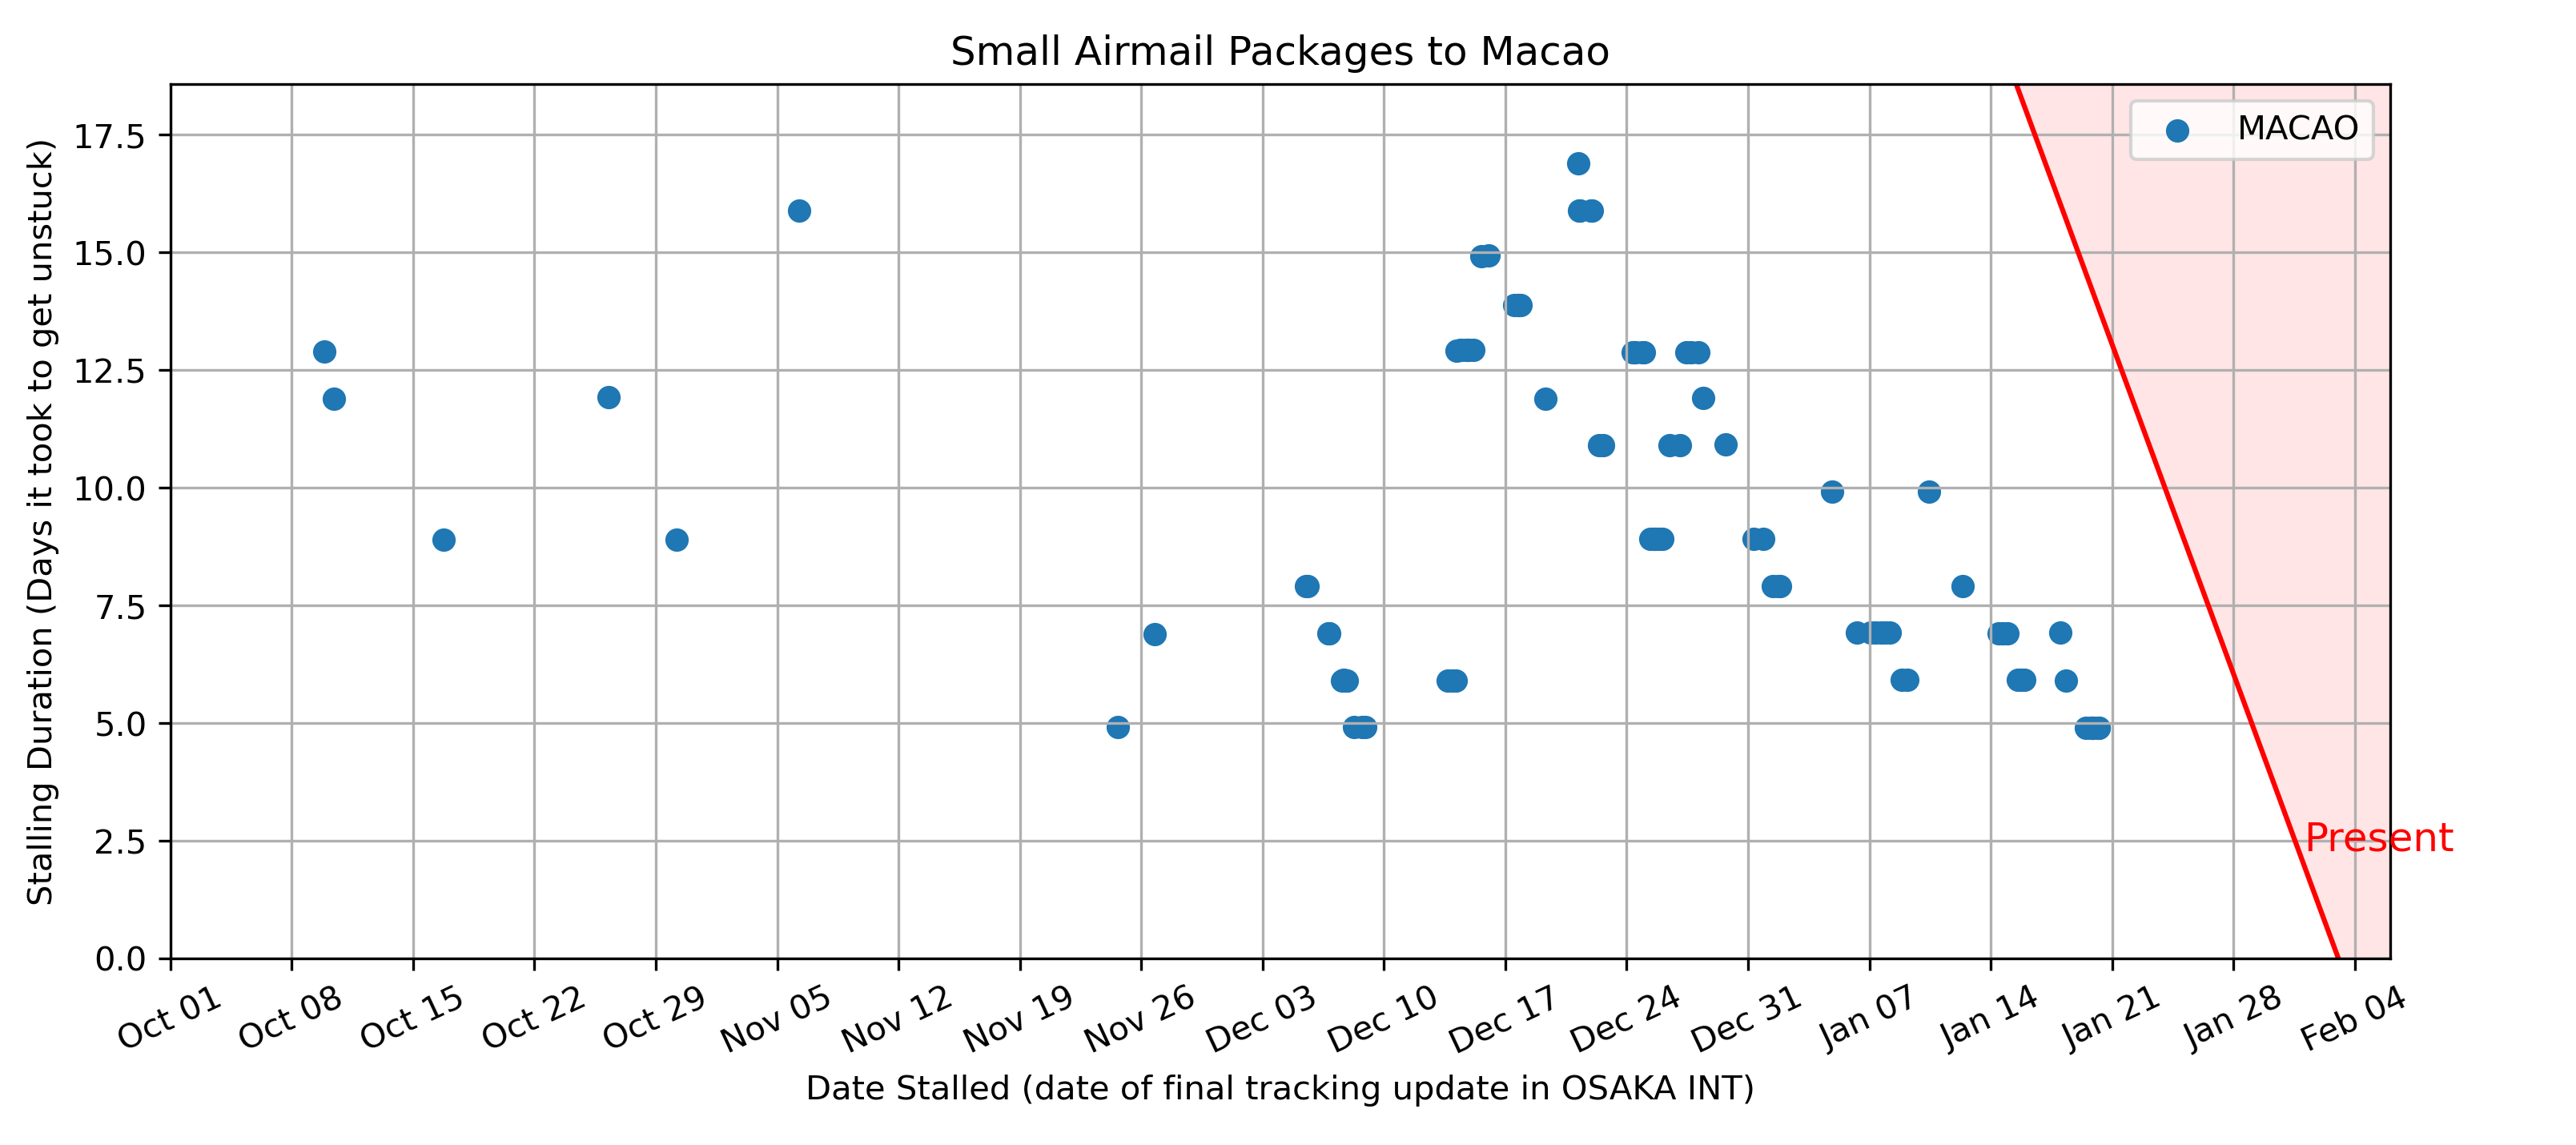 Small Airmail Packages to Macao
Stalling Duration (Days it took to get unstuck)
17.5
15.0
12.5
10.0
7.5
5.0
2.5
0.0
MACAO
Present
Oct 01
Oct 08
Oct 15
Oct 22
Oct 29
Nov 05
Nov 12
Nov 19
Nov 26
Dec 03
Dec 10
Dec 17
Dec 24
Dec 31
Jan 07
Jan 14
Jan 21
Jan 28
Feb 04
Date Stalled (date of final tracking update in OSAKA INT)